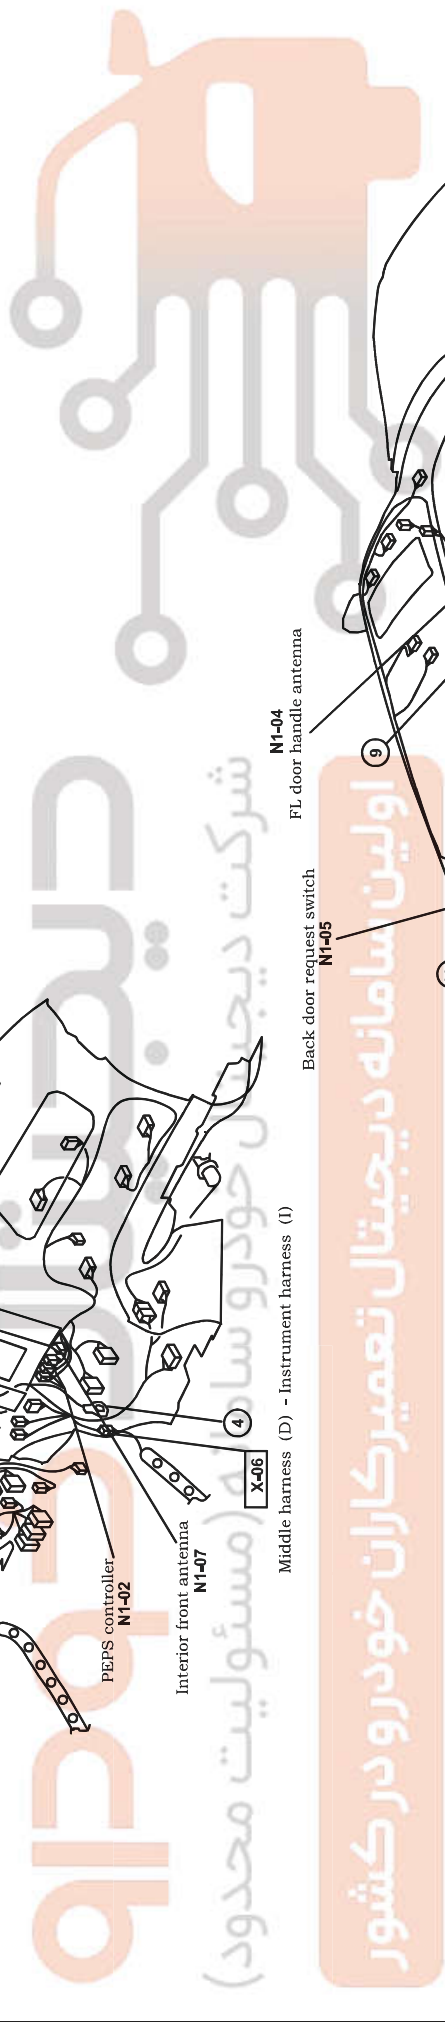 N1-04
FL door handle antenna
9
Back door request switch
N1-05
4
X-06
Middle harness (D) - Instrument harness (I)
PEPS controller
N1-02
Interior front antenna
N1-07
دیجیتال خودرو
شرکت دیجیتال خودرو سامانه (مسئولیت محدود)
اولین سامانه دیجیتال تعمیرکاران خودرو در کشور